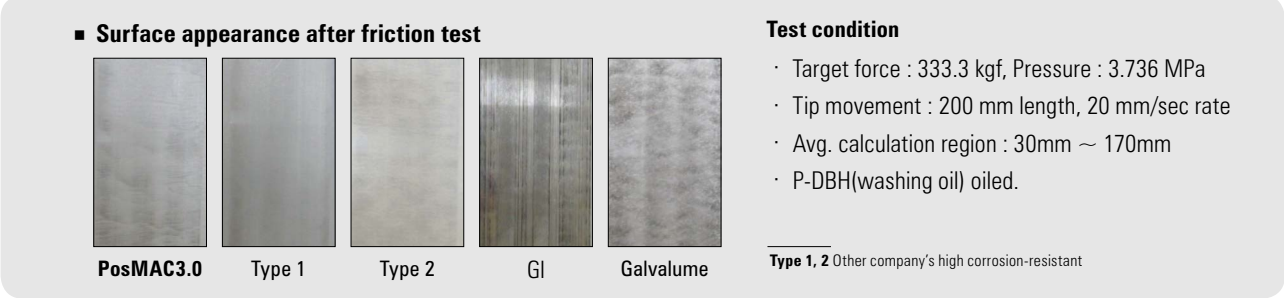 ■ Surface appearance after friction test
PosMAC3.0
Type 1
Type 2
GI
Galvalume
Test condition
· Target force : 333.3 kgf, Pressure : 3.736 MPa
· Tip movement : 200 mm length, 20 mm/sec rate
· Avg. calculation region : 30mm ~ 170mm
· P-DBH(washing oil) oiled.
Type 1, 2 Other company's high corrosion-resistant